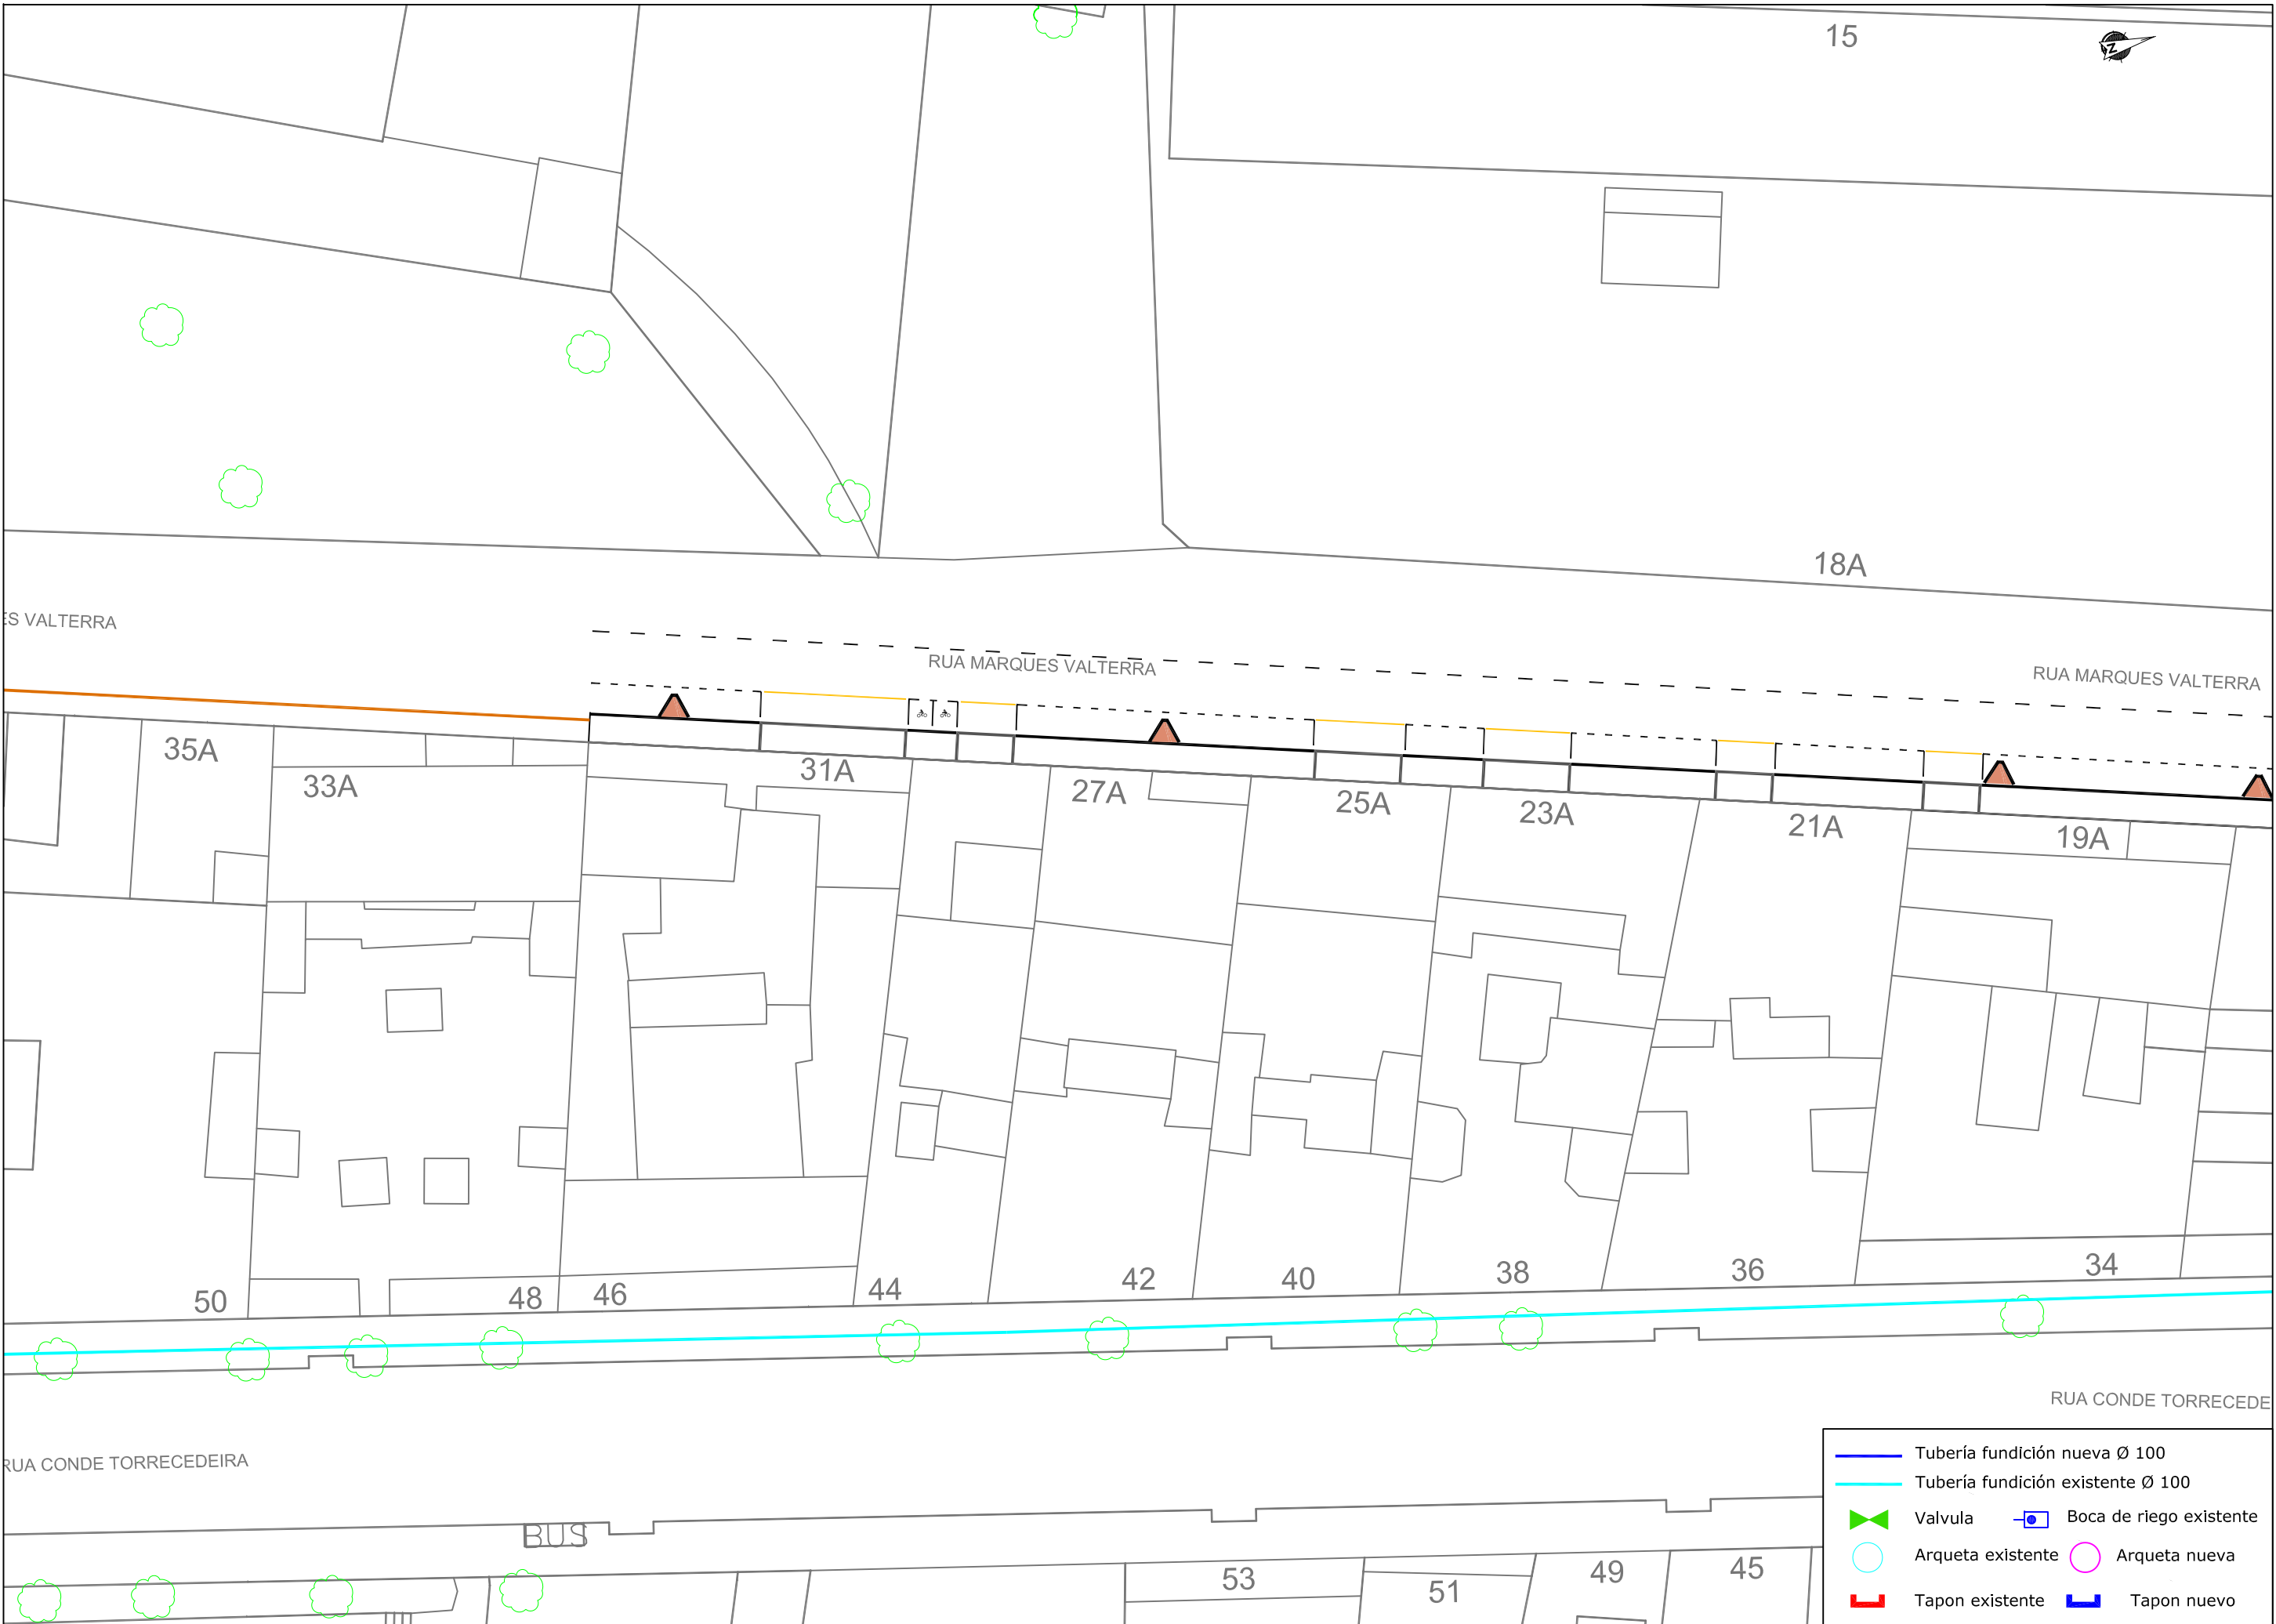 15
N
18A
ES VALTERRA
RUA MARQUES VALTERRA
RUA MARQUES VALTERRA
35A
33A
31A
27A
25A
23A
21A
19A
50
48
46
44
42
40
38
36
34
RUA CONDE TORRECEDE
RUA CONDE TORRECEDEIRA
BUS
53
51
49
45
Tubería fundición nueva Ø 100
Tubería fundición existente Ø 100
Valvula
Boca de riego existente
Arqueta existente
Arqueta nueva
Tapon existente
Tapon nuevo